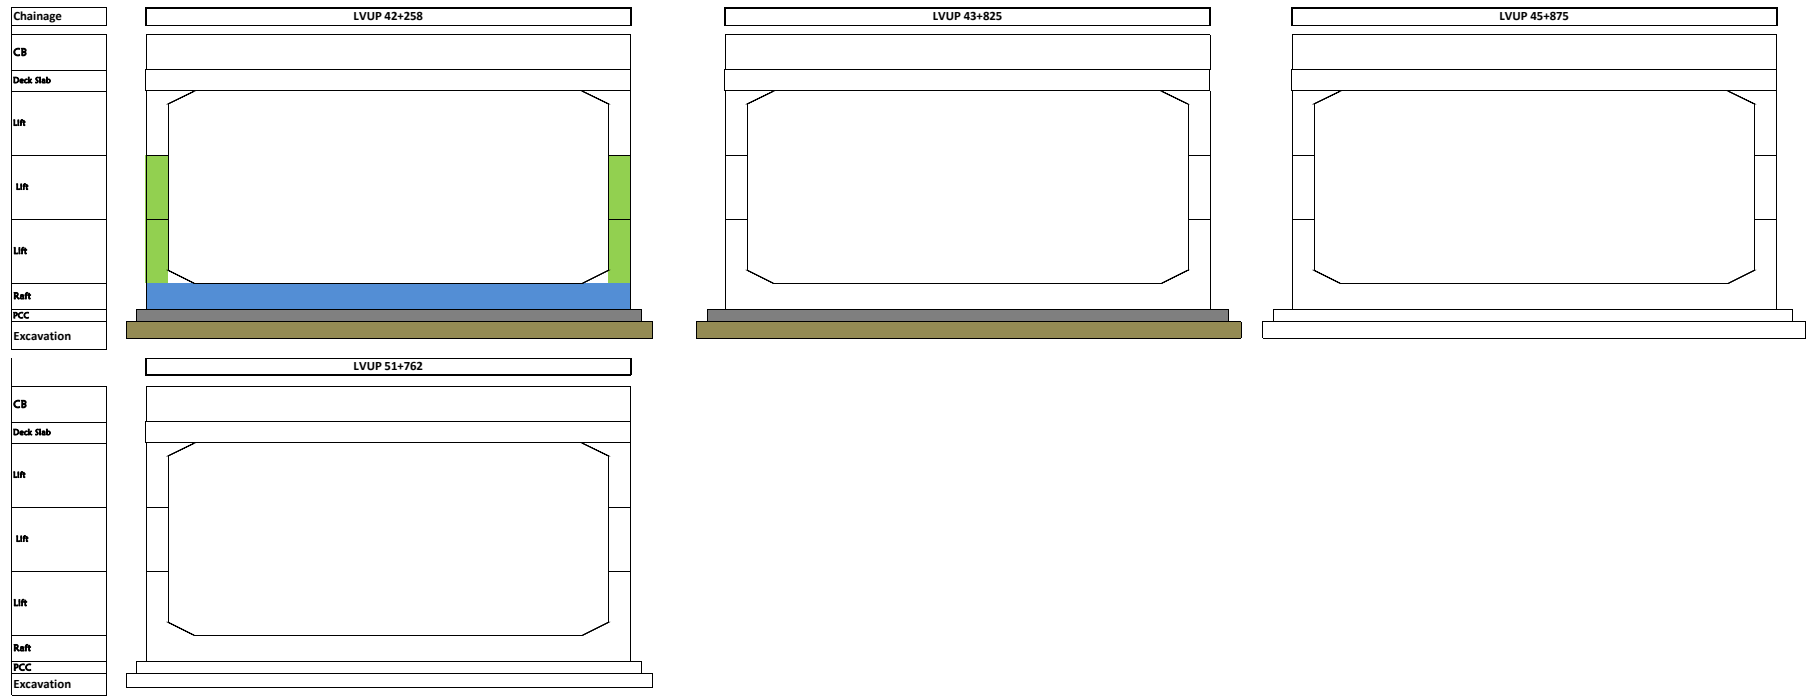 Chainage
LVUP 42+258
LVUP 43+825
LVUP 45+875
CB
Deck Slab
Lift
Lift
Lift
Raft
PCC
Excavation
LVUP 51+762
CB
Deck Slab
Lift
Lift
Lift
Raft
PCC
Excavation